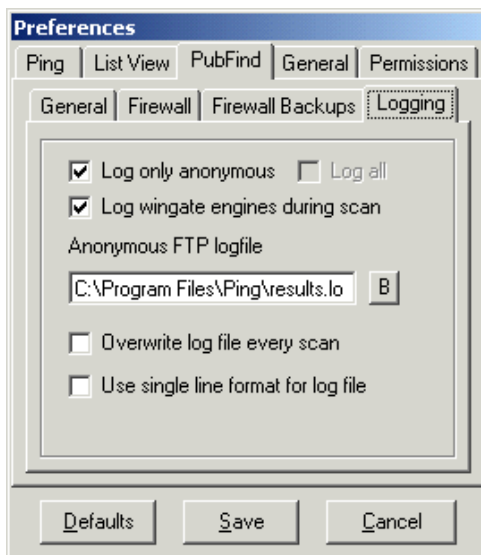 Preferences
Ping List View PubFind General Permissions
General Firewall Firewall Backups Logging
Log only anonymous Log all
Log wingate engines during scan
Anonymous FTP logfile
C:\Program Files\Ping\results.lo B
Overwrite log file every scan
Use single line format for log file
Defaults Save Cancel